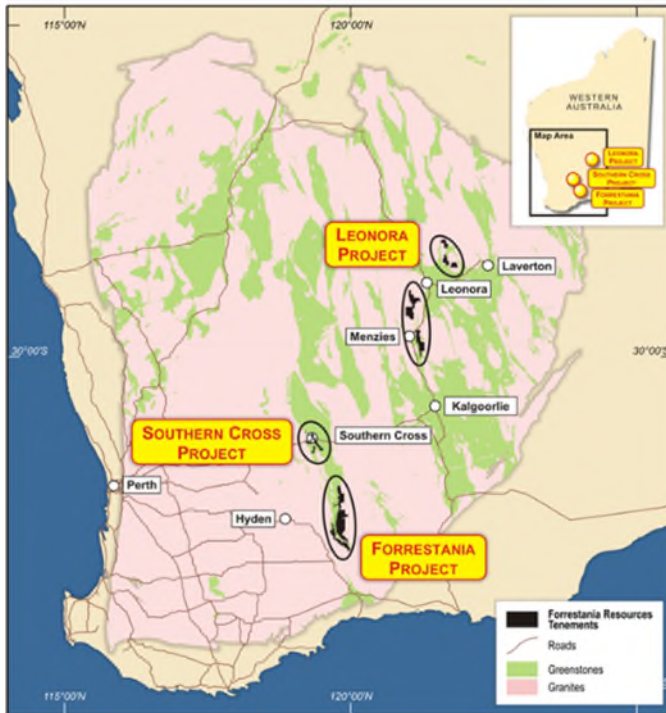 115°00'E
120°00'E
WESTERN
AUSTRALIA
Map Area
LEONORA
PROJECT
SOUTHERN CROSS
PROJECT
FORRESTANIA
PROJECT
LEONORA
PROJECT
Laverton
Leonora
Menzies
30°00'S
30°00'S
Kalgoorlie
SOUTHERN CROSS
PROJECT
Southern Cross
Perth
Hyden
FORRESTANIA
PROJECT
Forrestania Resources
Tenements
Roads
Greenstones
Granites
115°00'E
120°00'E